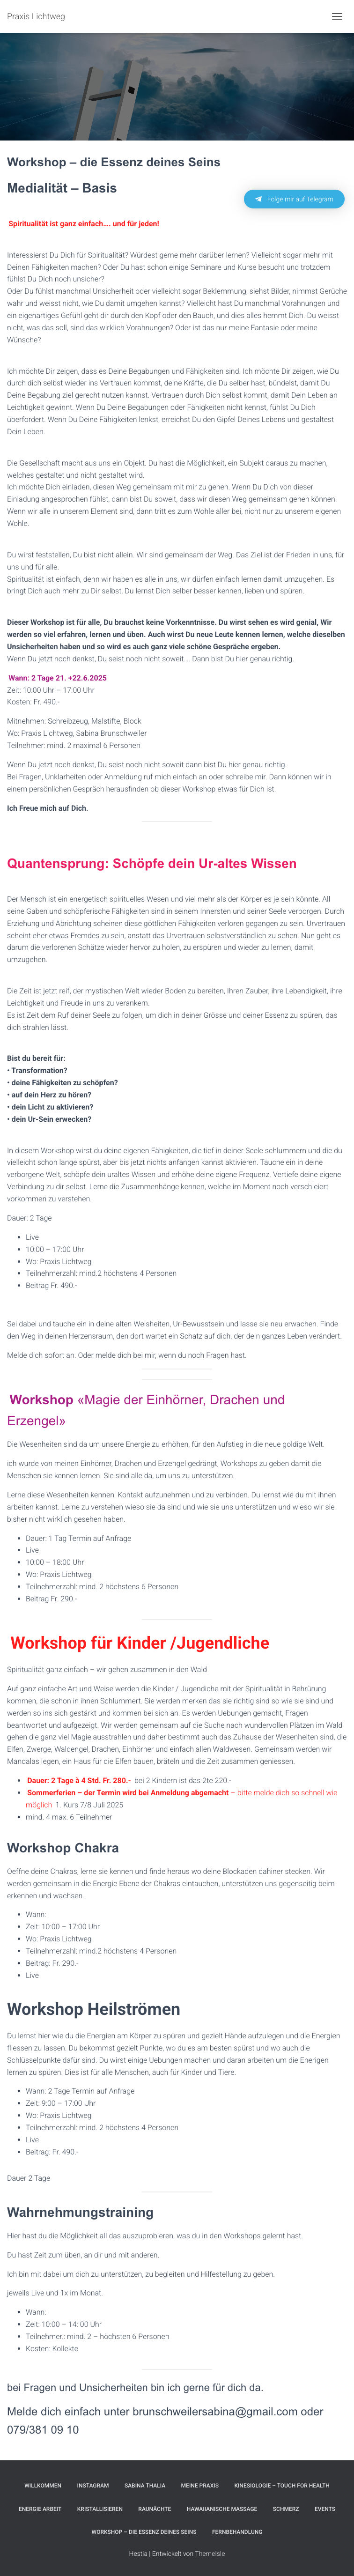 Praxis Lichtweg
Workshop – die Essenz deines Seins
Medialität – Basis
Folge mir auf Telegram
Spiritualität ist ganz einfach…. und für jeden!
Interessierst Du Dich für Spiritualität? Würdest gerne mehr darüber lernen? Vielleicht sogar mehr mit
Deinen Fähigkeiten machen? Oder Du hast schon einige Seminare und Kurse besucht und trotzdem
fühlst Du Dich noch unsicher?
Oder Du fühlst manchmal Unsicherheit oder vielleicht sogar Beklemmung, siehst Bilder, nimmst Gerüche
wahr und weisst nicht, wie Du damit umgehen kannst? Vielleicht hast Du manchmal Vorahnungen und
ein eigenartiges Gefühl geht dir durch den Kopf oder den Bauch, und dies alles hemmt Dich. Du weisst
nicht, was das soll, sind das wirklich Vorahnungen? Oder ist das nur meine Fantasie oder meine
Wünsche?
Ich möchte Dir zeigen, dass es Deine Begabungen und Fähigkeiten sind. Ich möchte Dir zeigen, wie Du
durch dich selbst wieder ins Vertrauen kommst, deine Kräfte, die Du selber hast, bündelst, damit Du
Deine Begabung ziel gerecht nutzen kannst. Vertrauen durch Dich selbst kommt, damit Dein Leben an
Leichtigkeit gewinnt. Wenn Du Deine Begabungen oder Fähigkeiten nicht kennst, fühlst Du Dich
überfordert. Wenn Du Deine Fähigkeiten lenkst, erreichst Du den Gipfel Deines Lebens und gestaltest
Dein Leben.
Die Gesellschaft macht aus uns ein Objekt. Du hast die Möglichkeit, ein Subjekt daraus zu machen,
welches gestaltet und nicht gestaltet wird.
Ich möchte Dich einladen, diesen Weg gemeinsam mit mir zu gehen. Wenn Du Dich von dieser
Einladung angesprochen fühlst, dann bist Du soweit, dass wir diesen Weg gemeinsam gehen können.
Wenn wir alle in unserem Element sind, dann tritt es zum Wohle aller bei, nicht nur zu unserem eigenen
Wohle.
Du wirst feststellen, Du bist nicht allein. Wir sind gemeinsam der Weg. Das Ziel ist der Frieden in uns, für
uns und für alle.
Spiritualität ist einfach, denn wir haben es alle in uns, wir dürfen einfach lernen damit umzugehen. Es
bringt Dich auch mehr zu Dir selbst, Du lernst Dich selber besser kennen, lieben und spüren.
Dieser Workshop ist für alle, Du brauchst keine Vorkenntnisse. Du wirst sehen es wird genial, Wir
werden so viel erfahren, lernen und üben. Auch wirst Du neue Leute kennen lernen, welche dieselben
Unsicherheiten haben und so wird es auch ganz viele schöne Gespräche ergeben.
Wenn Du jetzt noch denkst, Du seist noch nicht soweit…. Dann bist Du hier genau richtig.
Wann: 2 Tage 21. +22.6.2025
Zeit: 10:00 Uhr – 17:00 Uhr
Kosten: Fr. 490.-
Mitnehmen: Schreibzeug, Malstifte, Block
Wo: Praxis Lichtweg, Sabina Brunschweiler
Teilnehmer: mind. 2 maximal 6 Personen
Wenn Du jetzt noch denkst, Du seist noch nicht soweit dann bist Du hier genau richtig.
Bei Fragen, Unklarheiten oder Anmeldung ruf mich einfach an oder schreibe mir. Dann können wir in
einem persönlichen Gespräch herausfinden ob dieser Workshop etwas für Dich ist.
Ich Freue mich auf Dich.
Quantensprung: Schöpfe dein Ur-altes Wissen
Der Mensch ist ein energetisch spirituelles Wesen und viel mehr als der Körper es je sein könnte. All
seine Gaben und schöpferische Fähigkeiten sind in seinem Innersten und seiner Seele verborgen. Durch
Erziehung und Abrichtung scheinen diese göttlichen Fähigkeiten verloren gegangen zu sein. Urvertrauen
scheint eher etwas Fremdes zu sein, anstatt das Urvertrauen selbstverständlich zu sehen. Nun geht es
darum die verlorenen Schätze wieder hervor zu holen, zu erspüren und wieder zu lernen, damit
umzugehen.
Die Zeit ist jetzt reif, der mystischen Welt wieder Boden zu bereiten, Ihren Zauber, ihre Lebendigkeit, ihre
Leichtigkeit und Freude in uns zu verankern.
Es ist Zeit dem Ruf deiner Seele zu folgen, um dich in deiner Grösse und deiner Essenz zu spüren, das
dich strahlen lässt.
Bist du bereit für:
• Transformation?
• deine Fähigkeiten zu schöpfen?
• auf dein Herz zu hören?
• dein Licht zu aktivieren?
• dein Ur-Sein erwecken?
In diesem Workshop wirst du deine eigenen Fähigkeiten, die tief in deiner Seele schlummern und die du
vielleicht schon lange spürst, aber bis jetzt nichts anfangen kannst aktivieren. Tauche ein in deine
verborgene Welt, schöpfe dein uraltes Wissen und erhöhe deine eigene Frequenz. Vertiefe deine eigene
Verbindung zu dir selbst. Lerne die Zusammenhänge kennen, welche im Moment noch verschleiert
vorkommen zu verstehen.
Dauer: 2 Tage
• Live
• 10:00 – 17:00 Uhr
• Wo: Praxis Lichtweg
• Teilnehmerzahl: mind.2 höchstens 4 Personen
• Beitrag Fr. 490.-
Sei dabei und tauche ein in deine alten Weisheiten, Ur-Bewusstsein und lasse sie neu erwachen. Finde
den Weg in deinen Herzensraum, den dort wartet ein Schatz auf dich, der dein ganzes Leben verändert.
Melde dich sofort an. Oder melde dich bei mir, wenn du noch Fragen hast.
Workshop «Magie der Einhörner, Drachen und
Erzengel»
Die Wesenheiten sind da um unsere Energie zu erhöhen, für den Aufstieg in die neue goldige Welt.
ich wurde von meinen Einhörner, Drachen und Erzengel gedrängt, Workshops zu geben damit die
Menschen sie kennen lernen. Sie sind alle da, um uns zu unterstützen.
Lerne diese Wesenheiten kennen, Kontakt aufzunehmen und zu verbinden. Du lernst wie du mit ihnen
arbeiten kannst. Lerne zu verstehen wieso sie da sind und wie sie uns unterstützen und wieso wir sie
bisher nicht wirklich gesehen haben.
• Dauer: 1 Tag Termin auf Anfrage
• Live
• 10:00 – 18:00 Uhr
• Wo: Praxis Lichtweg
• Teilnehmerzahl: mind. 2 höchstens 6 Personen
• Beitrag Fr. 290.-
Workshop für Kinder /Jugendliche
Spiritualität ganz einfach – wir gehen zusammen in den Wald
Auf ganz einfache Art und Weise werden die Kinder / Jugendiche mit der Spiritualität in Behrürung
kommen, die schon in ihnen Schlummert. Sie werden merken das sie richtig sind so wie sie sind und
werden so ins sich gestärkt und kommen bei sich an. Es werden Uebungen gemacht, Fragen
beantwortet und aufgezeigt. Wir werden gemeinsam auf die Suche nach wundervollen Plätzen im Wald
gehen die ganz viel Magie ausstrahlen und daher bestimmt auch das Zuhause der Wesenheiten sind, die
Elfen, Zwerge, Waldengel, Drachen, Einhörner und einfach allen Waldwesen. Gemeinsam werden wir
Mandalas legen, ein Haus für die Elfen bauen, bräteln und die Zeit zusammen geniessen.
• Dauer: 2 Tage à 4 Std. Fr. 280.- bei 2 Kindern ist das 2te 220.-
• Sommerferien – der Termin wird bei Anmeldung abgemacht – bitte melde dich so schnell wie
möglich 1. Kurs 7/8 Juli 2025
• mind. 4 max. 6 Teilnehmer
Workshop Chakra
Oeffne deine Chakras, lerne sie kennen und finde heraus wo deine Blockaden dahiner stecken. Wir
werden gemeinsam in die Energie Ebene der Chakras eintauchen, unterstützen uns gegenseitig beim
erkennen und wachsen.
• Wann:
• Zeit: 10:00 – 17:00 Uhr
• Wo: Praxis Lichtweg
• Teilnehmerzahl: mind.2 höchstens 4 Personen
• Beitrag: Fr. 290.-
• Live
Workshop Heilströmen
Du lernst hier wie du die Energien am Körper zu spüren und gezielt Hände aufzulegen und die Energien
fliessen zu lassen. Du bekommst gezielt Punkte, wo du es am besten spürst und wo auch die
Schlüsselpunkte dafür sind. Du wirst einige Uebungen machen und daran arbeiten um die Enerigen
lernen zu spüren. Dies ist für alle Menschen, auch für Kinder und Tiere.
• Wann: 2 Tage Termin auf Anfrage
• Zeit: 9:00 – 17:00 Uhr
• Wo: Praxis Lichtweg
• Teilnehmerzahl: mind. 2 höchstens 4 Personen
• Live
• Beitrag: Fr. 490.-
Dauer 2 Tage
Wahrnehmungstraining
Hier hast du die Möglichkeit all das auszuprobieren, was du in den Workshops gelernt hast.
Du hast Zeit zum üben, an dir und mit anderen.
Ich bin mit dabei um dich zu unterstützen, zu begleiten und Hilfestellung zu geben.
jeweils Live und 1x im Monat.
• Wann:
• Zeit: 10:00 – 14: 00 Uhr
• Teilnehmer.: mind. 2 – höchsten 6 Personen
• Kosten: Kollekte
bei Fragen und Unsicherheiten bin ich gerne für dich da.
Melde dich einfach unter brunschweilersabina@gmail.com oder
079/381 09 10
WILLKOMMEN INSTAGRAM SABINA THALIA MEINE PRAXIS KINESIOLOGIE – TOUCH FOR HEALTH
ENERGIE ARBEIT KRISTALLISIEREN RAUNÄCHTE HAWAIIANISCHE MASSAGE SCHMERZ EVENTS
WORKSHOP – DIE ESSENZ DEINES SEINS FERNBEHANDLUNG
Hestia | Entwickelt von ThemeIsle